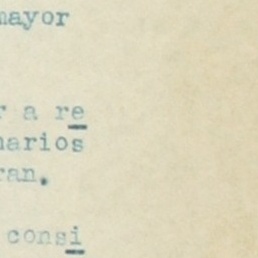 mayor
r a re
narios
ran.
consi